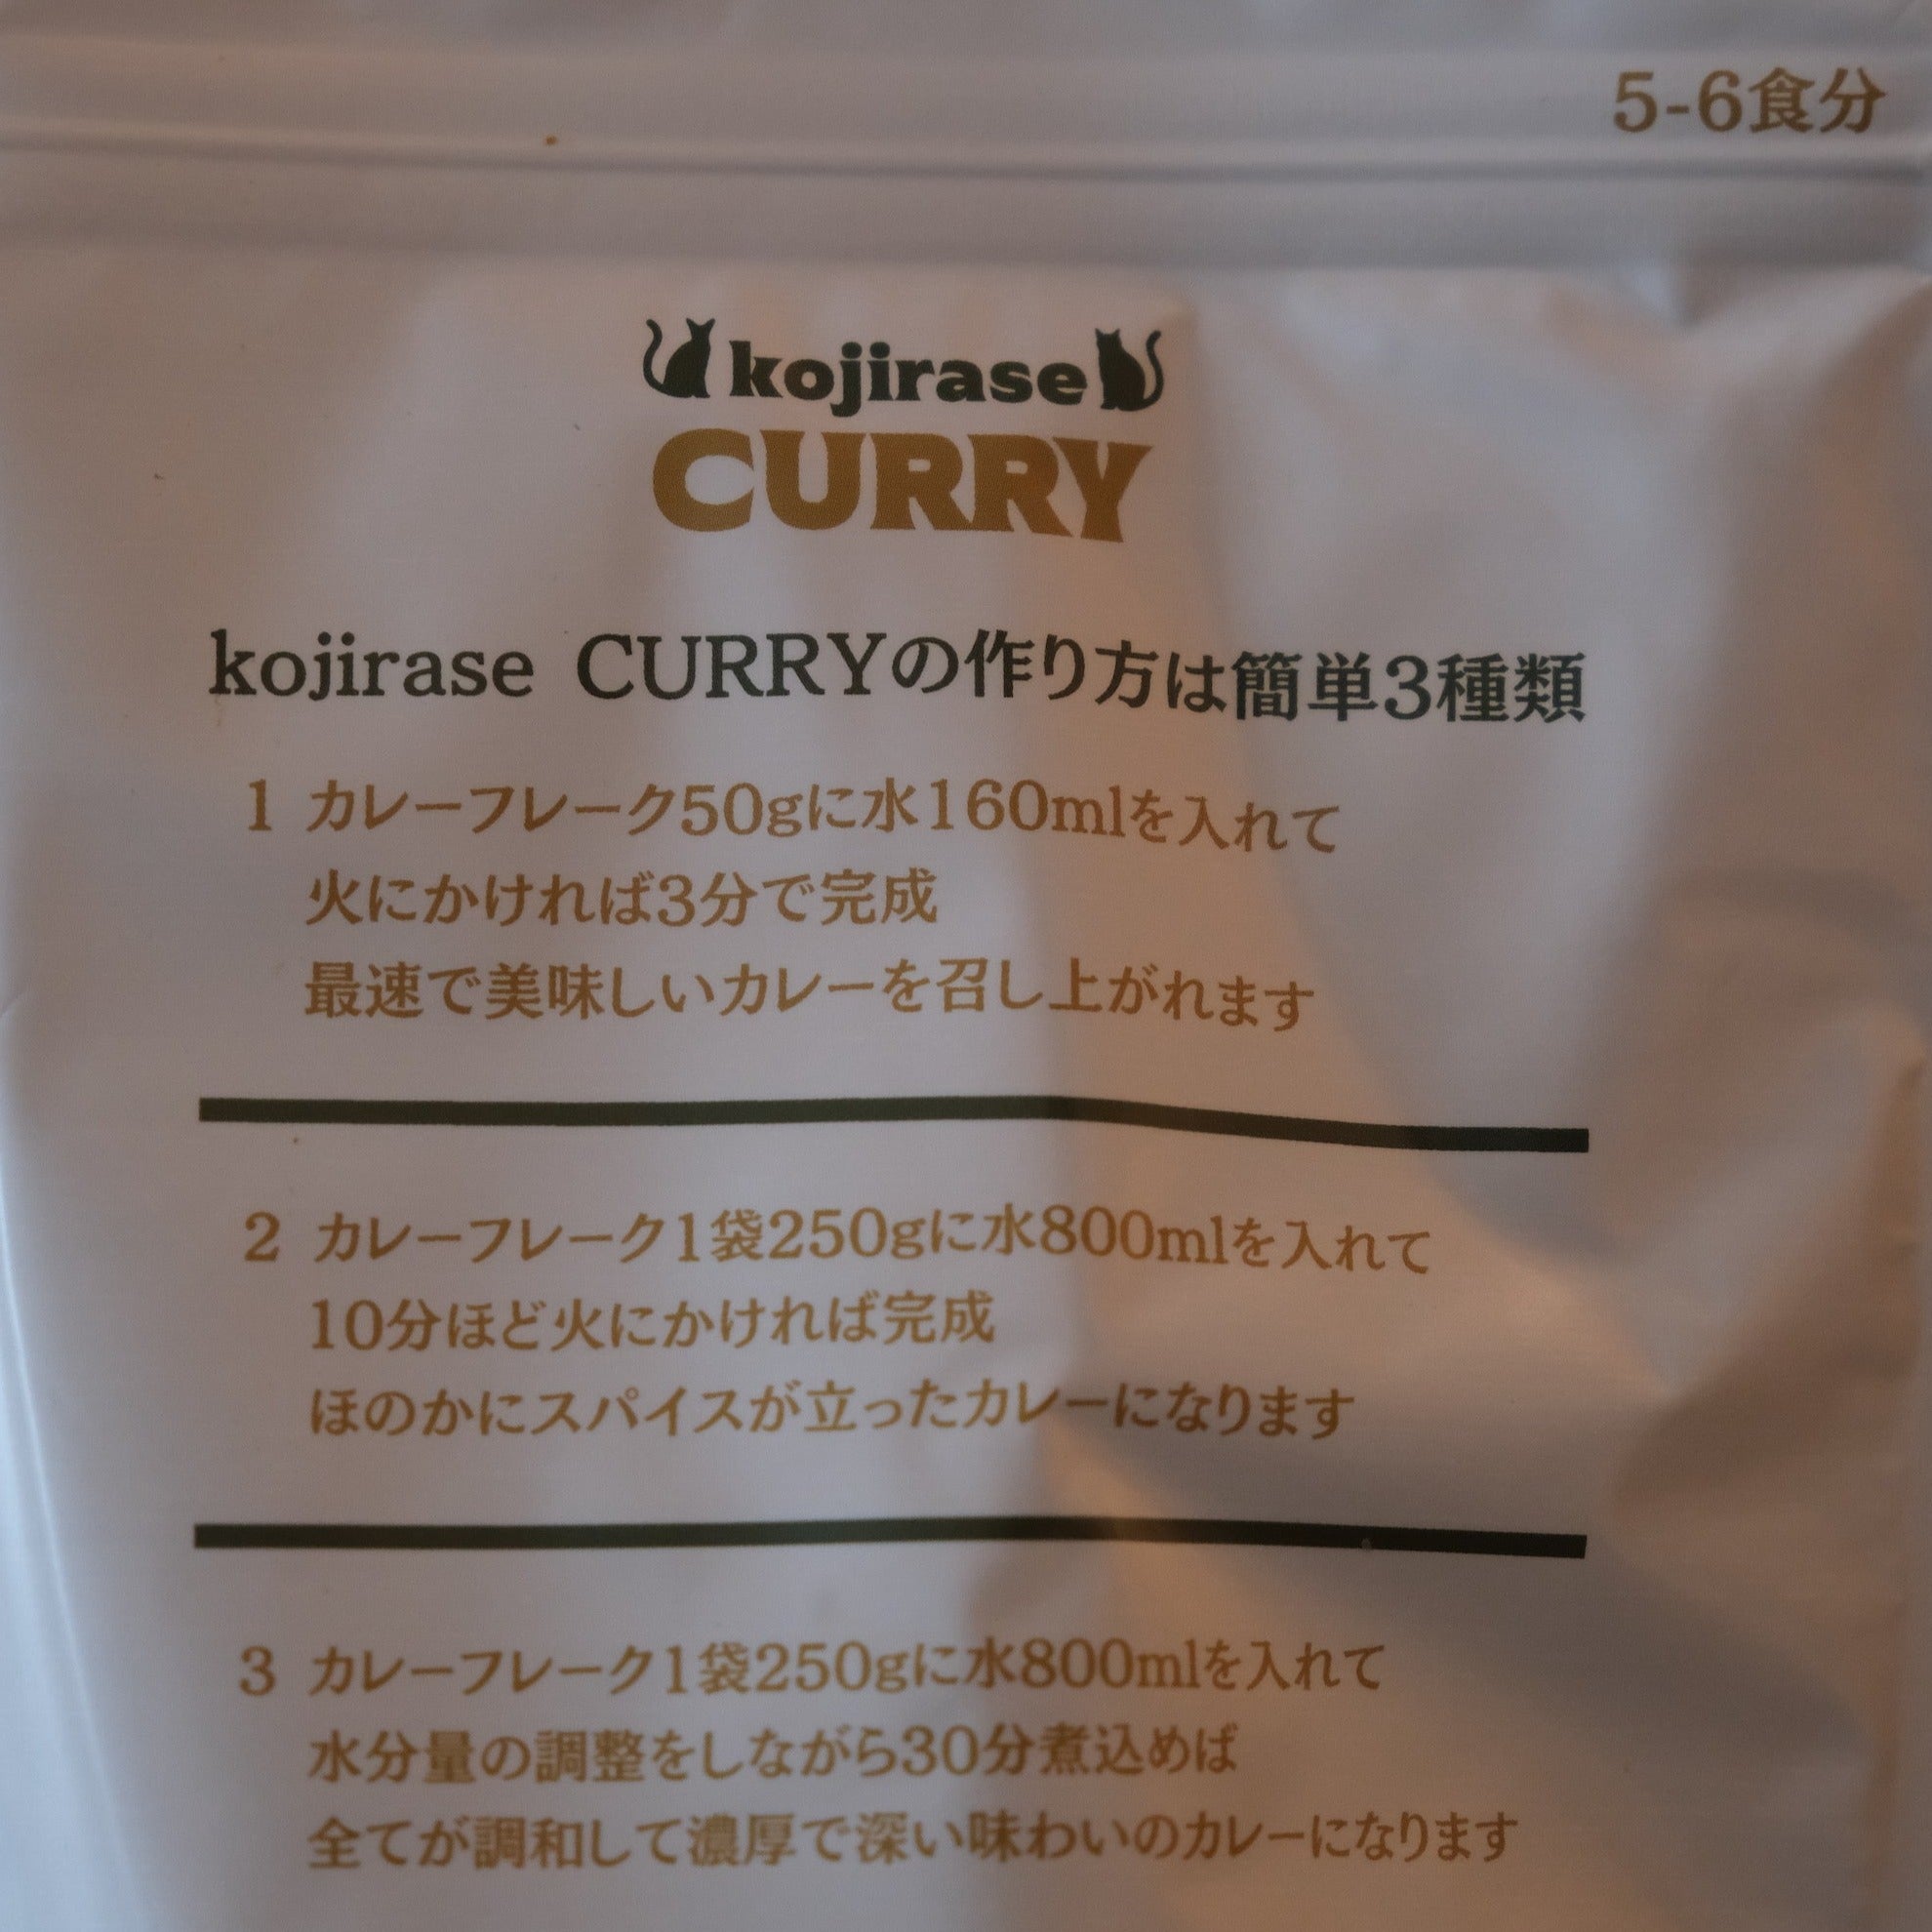 5-6食分
kojirase
CURRY
kojirase CURRYの作り方は簡単3種類
1 カレーフレーク50gに水160mlを入れて
火にかければ3分で完成
最速で美味しいカレーを召し上がれます
2 カレーフレーク1袋250gに水800mlを入れて
10分ほど火にかければ完成
ほのかにスパイスが立ったカレーになります
3 カレーフレーク1袋250gに水800mlを入れて
水分量の調整をしながら30分煮込めば
全てが調和して濃厚で深い味わいのカレーになります